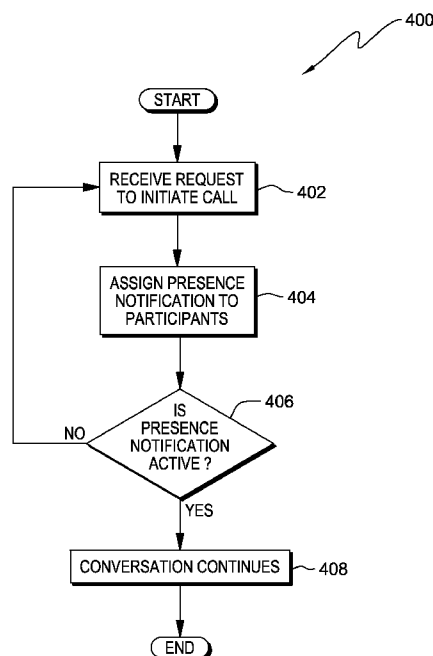 400
START
RECEIVE REQUEST
TO INITIATE CALL
402
ASSIGN PRESENCE
NOTIFICATION TO
PARTICIPANTS
404
406
IS
PRESENCE
NOTIFICATION
ACTIVE ?
NO
YES
CONVERSATION CONTINUES
408
END